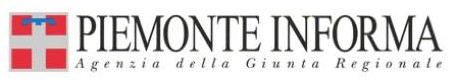 PIEMONTE INFORMA
Agenzia della Giunta Regionale